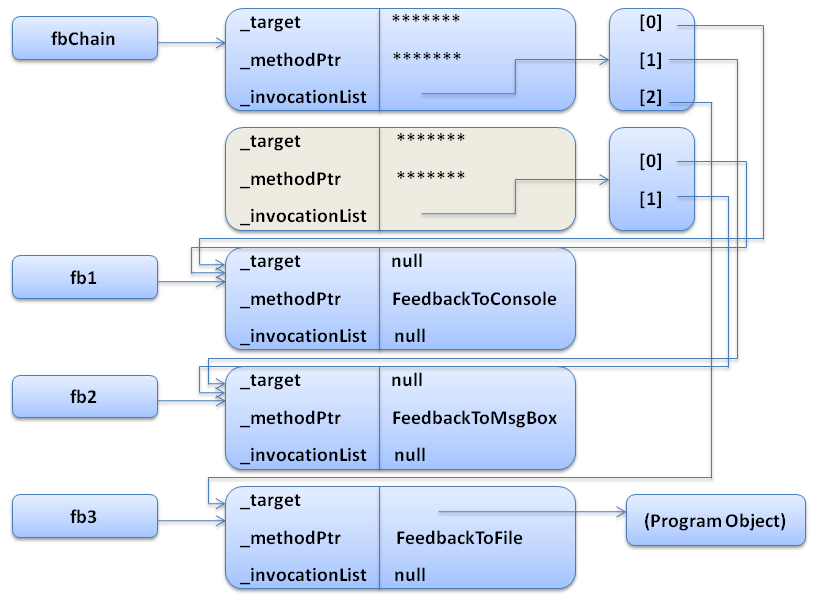 fbChain
_target *******
_methodPtr *******
_invocationList
[0]
[1]
[2]
_target *******
_methodPtr *******
_invocationList
[0]
[1]
fb1
_target null
_methodPtr FeedbackToConsole
_invocationList null
fb2
_target null
_methodPtr FeedbackToMsgBox
_invocationList null
fb3
_target
_methodPtr FeedbackToFile
_invocationList null
(Program Object)